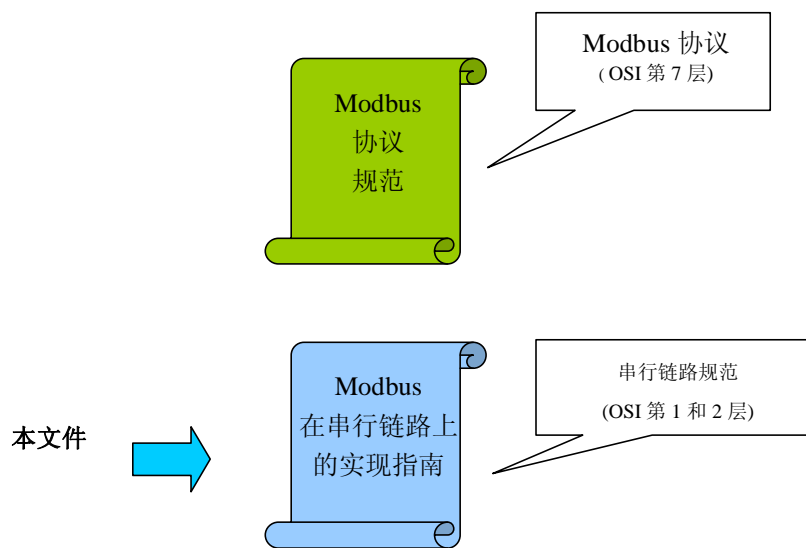 Modbus
协议
规范
Modbus 协议
( OSI 第 7 层)
本文件
Modbus
在串行链路上
的实现指南
串行链路规范
(OSI 第 1 和 2 层)